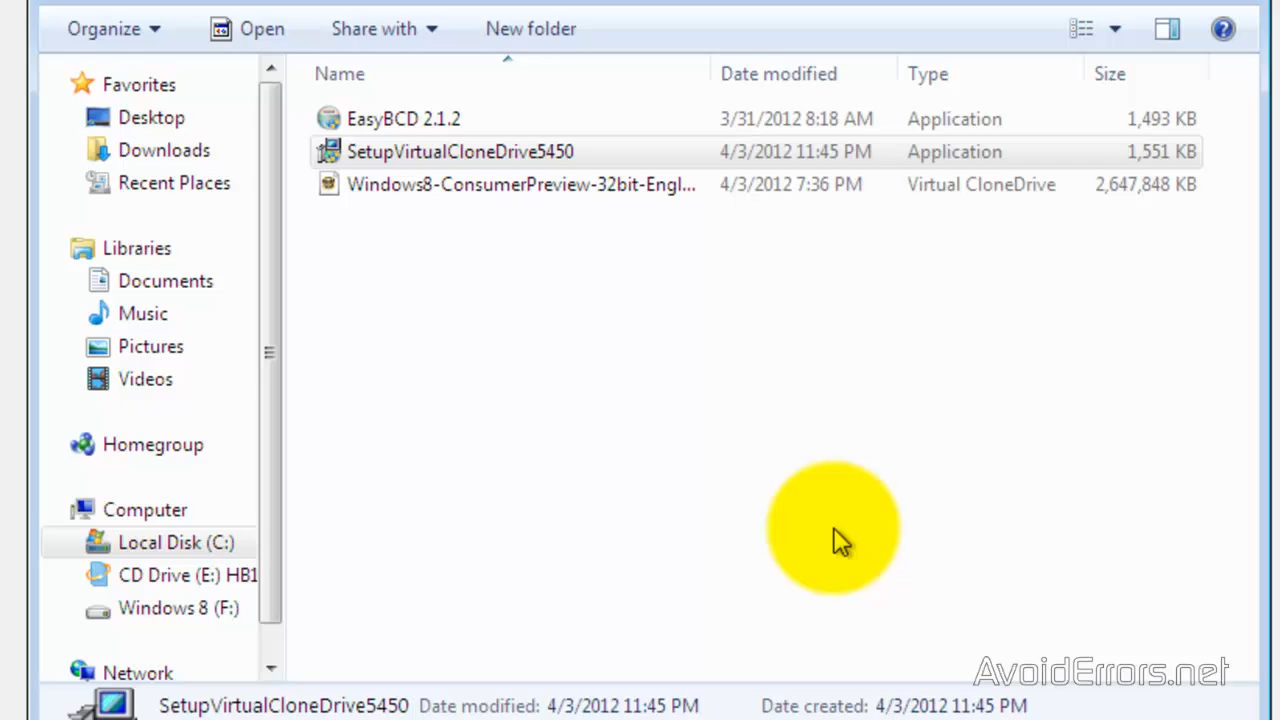 Organize Open Share with New folder
Name Date modified Type Size
Favorites
Desktop
Downloads
Recent Places
Libraries
Documents
Music
Pictures
Videos
Homegroup
Computer
Local Disk (C:)
CD Drive (E:) HB1
Windows 8 (F:)
Network
EasyBCD 2.1.2 3/31/2012 8:18 AM Application 1,493 KB
SetupVirtualCloneDrive5450 4/3/2012 11:45 PM Application 1,551 KB
Windows8-ConsumerPreview-32bit-Engl... 4/3/2012 7:36 PM Virtual CloneDrive 2,647,848 KB
AvoidErrors.net
SetupVirtualCloneDrive5450 Date modified: 4/3/2012 11:45 PM Date created: 4/3/2012 11:45 PM